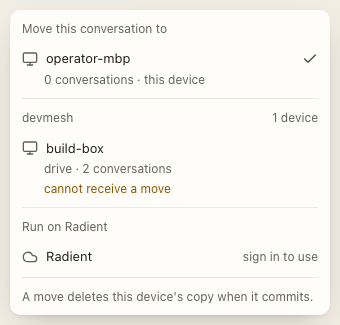 Move this conversation to
operator-mbp
0 conversations · this device
devmesh 1 device
build-box
drive · 2 conversations
cannot receive a move
Run on Radient
Radient sign in to use
A move deletes this device's copy when it commits.